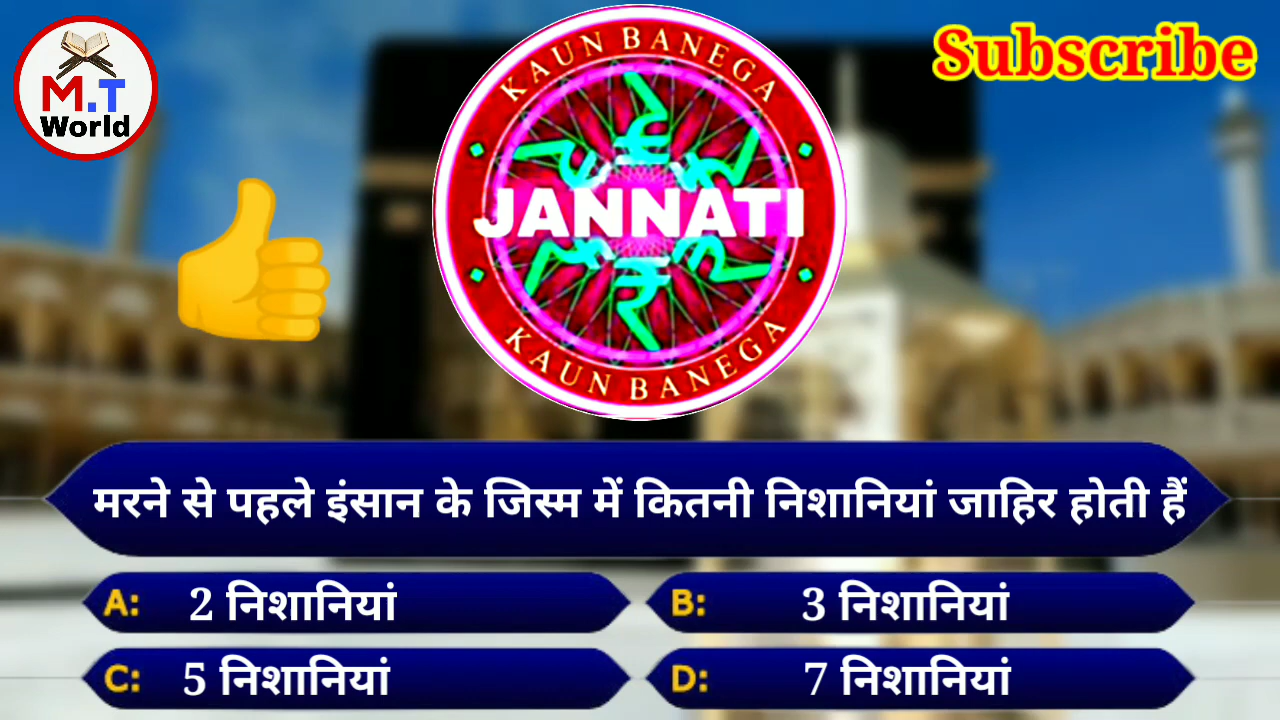 M.T
World
Subscribe
KAUN BANEGA
JANNATI
KAUN BANEGA
मरने से पहले इंसान के जिस्म में कितनी निशानियां जाहिर होती हैं
A: 2 निशानियां
B: 3 निशानियां
C: 5 निशानियां
D: 7 निशानियां